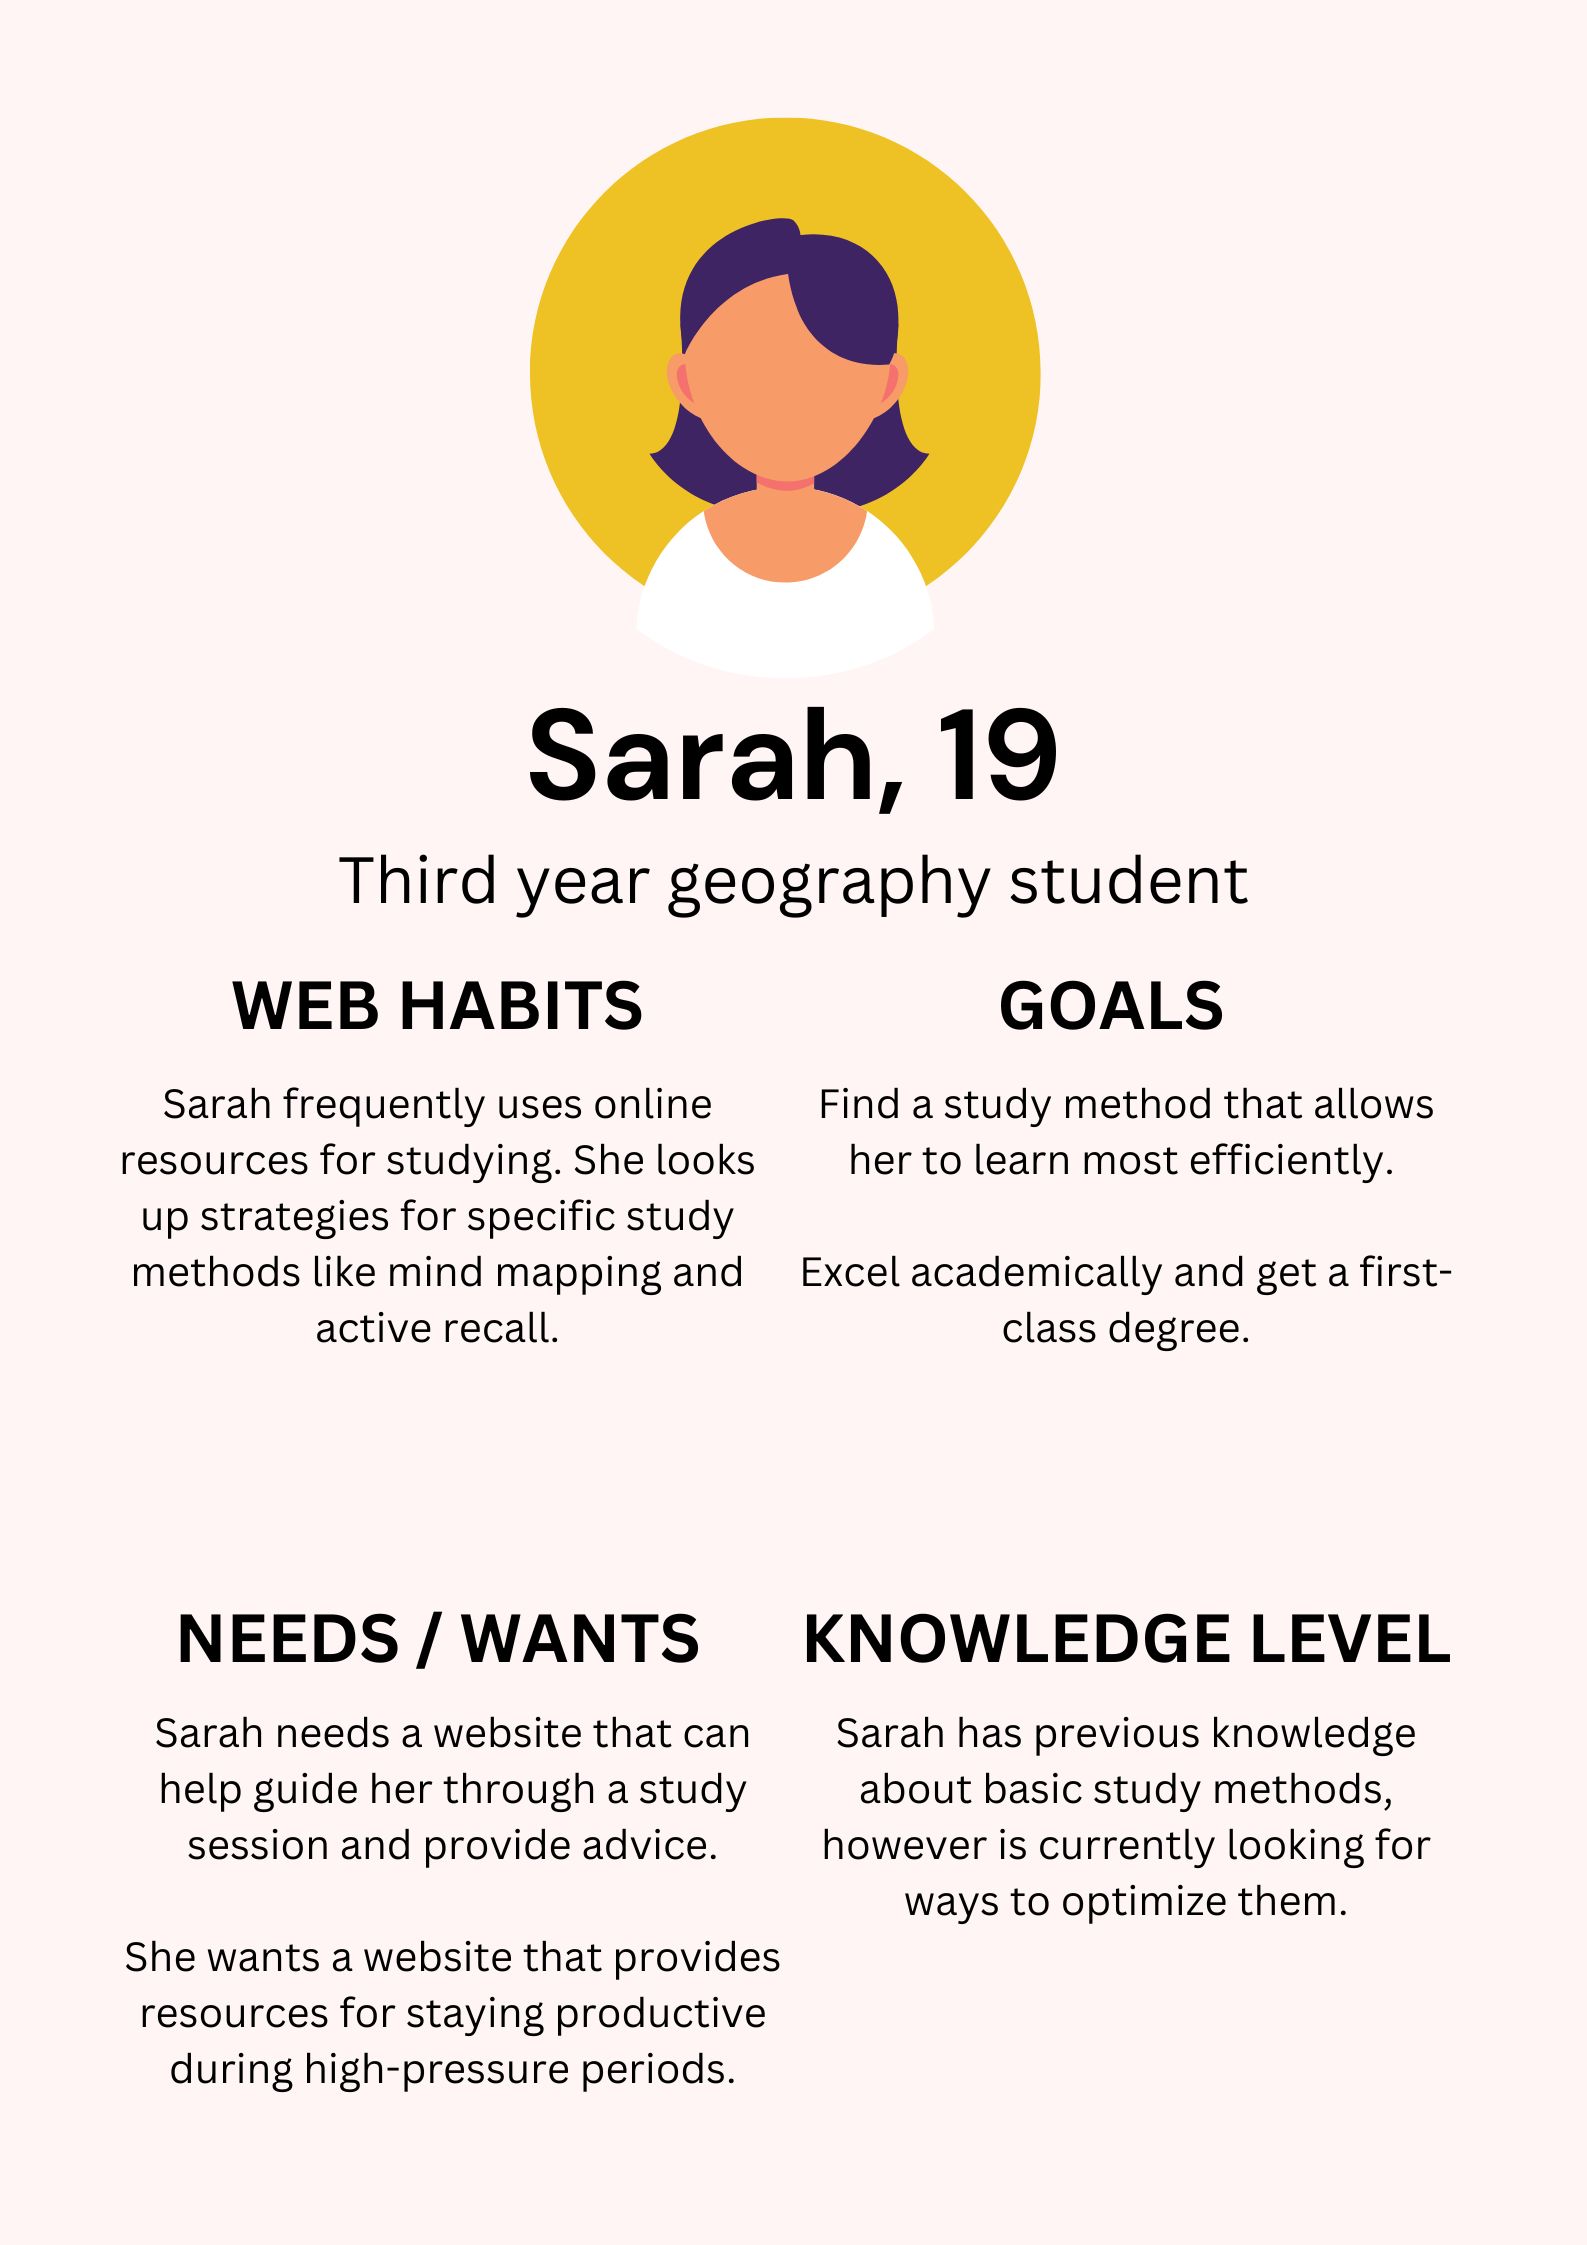 Sarah, 19
Third year geography student
WEB HABITS
Sarah frequently uses online
resources for studying. She looks
up strategies for specific study
methods like mind mapping and
active recall.
GOALS
Find a study method that allows
her to learn most efficiently.
Excel academically and get a first-
class degree.
NEEDS / WANTS
Sarah needs a website that can
help guide her through a study
session and provide advice.
She wants a website that provides
resources for staying productive
during high-pressure periods.
KNOWLEDGE LEVEL
Sarah has previous knowledge
about basic study methods,
however is currently looking for
ways to optimize them.